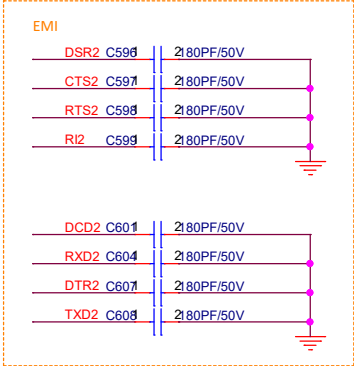 EMI
DSR2 C596 1 2 180PF/50V
CTS2 C597 1 2 180PF/50V
RTS2 C598 1 2 180PF/50V
RI2 C599 1 2 180PF/50V
DCD2 C601 1 2 180PF/50V
RXD2 C604 1 2 180PF/50V
DTR2 C607 1 2 180PF/50V
TXD2 C608 1 2 180PF/50V